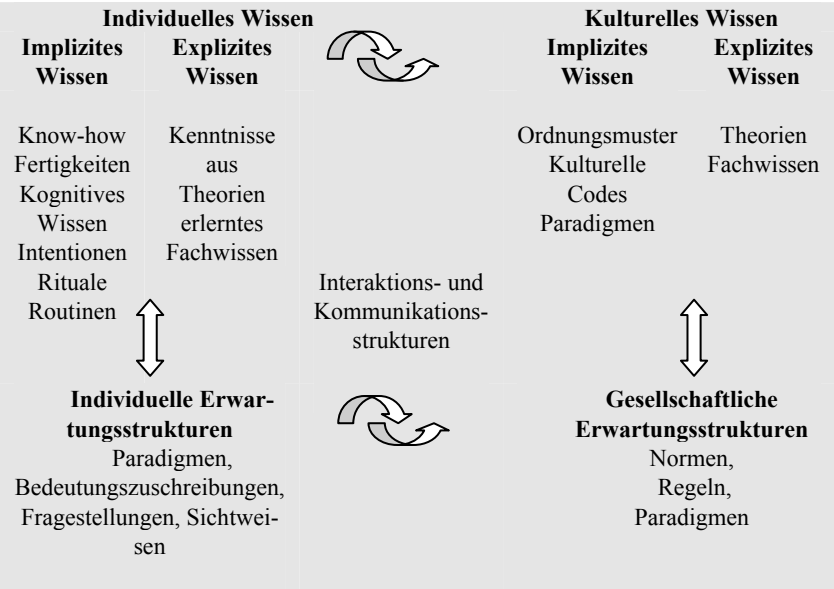 Individuelles Wissen
Implizites
Wissen
Explizites
Wissen
Know-how
Fertigkeiten
Kognitives
Wissen
Intentionen
Rituale
Routinen
Kenntnisse
aus
Theorien
erlerntes
Fachwissen
Interaktions- und
Kommunikations-
strukturen
Kulturelles Wissen
Implizites
Wissen
Explizites
Wissen
Ordnungsmuster
Kulturelle
Codes
Paradigmen
Theorien
Fachwissen
Individuelle Erwar-
tungsstrukturen
Paradigmen,
Bedeutungszuschreibungen,
Fragestellungen, Sichtwei-
sen
Gesellschaftliche
Erwartungsstrukturen
Normen,
Regeln,
Paradigmen